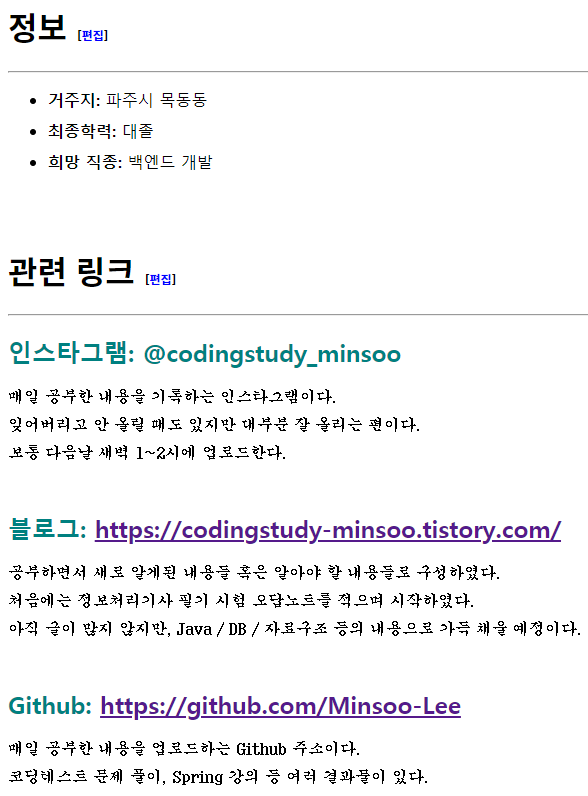 정보 [편집]
거주지: 파주시 목동동
최종학력: 대졸
희망 직종: 백엔드 개발
관련 링크 [편집]
인스타그램: @codingstudy_minsoo
매일 공부한 내용을 기록하는 인스타그램이다.
잊어버리고 안 올릴 때도 있지만 대부분 잘 올리는 편이다.
보통 다음날 새벽 1~2시에 업로드한다.
블로그: https://codingstudy-minsoo.tistory.com/
공부하면서 새로 알게된 내용들 혹은 알아야 할 내용들로 구성하였다.
처음에는 정보처리기사 필기 시험 오답노트를 적으며 시작하였다.
아직 글이 많지 않지만, Java / DB / 자료구조 등의 내용으로 가득 채울 예정이다.
Github: https://github.com/Minsoo-Lee
매일 공부한 내용을 업로드하는 Github 주소이다.
코딩테스트 문제 풀이, Spring 강의 등 여러 결과물이 있다.